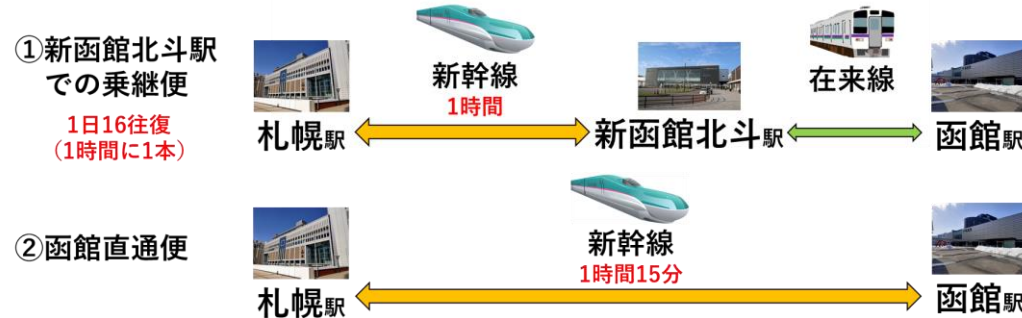 ①新函館北斗駅
での乗継便
1日16往復
（1時間に1本）
新幹線
1時間
在来線
札幌駅
新函館北斗駅
函館駅
②函館直通便
新幹線
1時間15分
札幌駅
函館駅